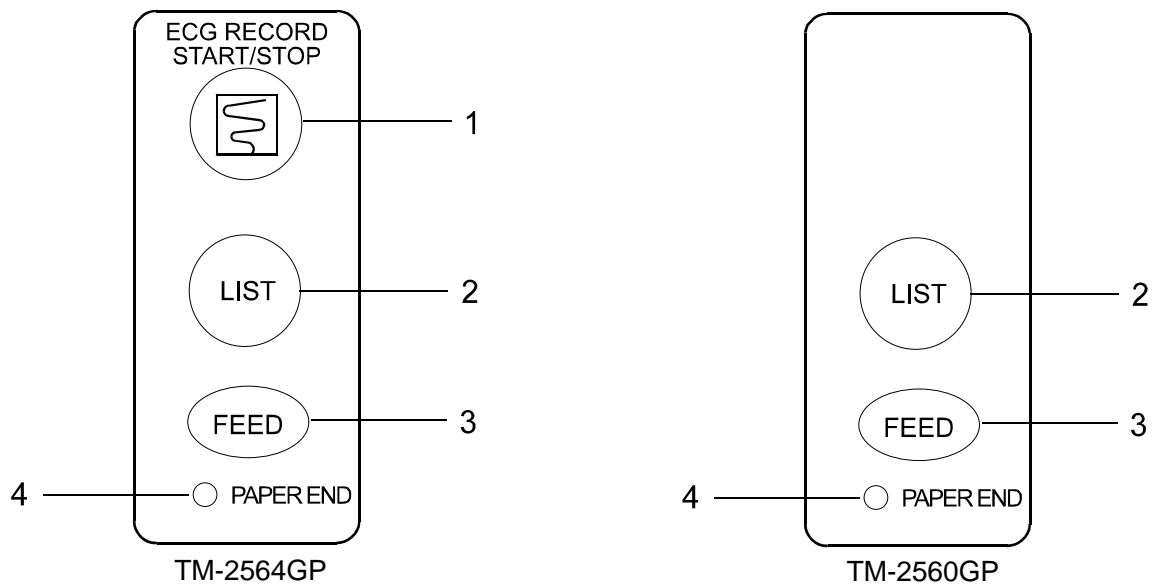 ECG RECORD
START/STOP
1
LIST
2
FEED
3
4
PAPER END
TM-2564GP
LIST
2
FEED
3
4
PAPER END
TM-2560GP